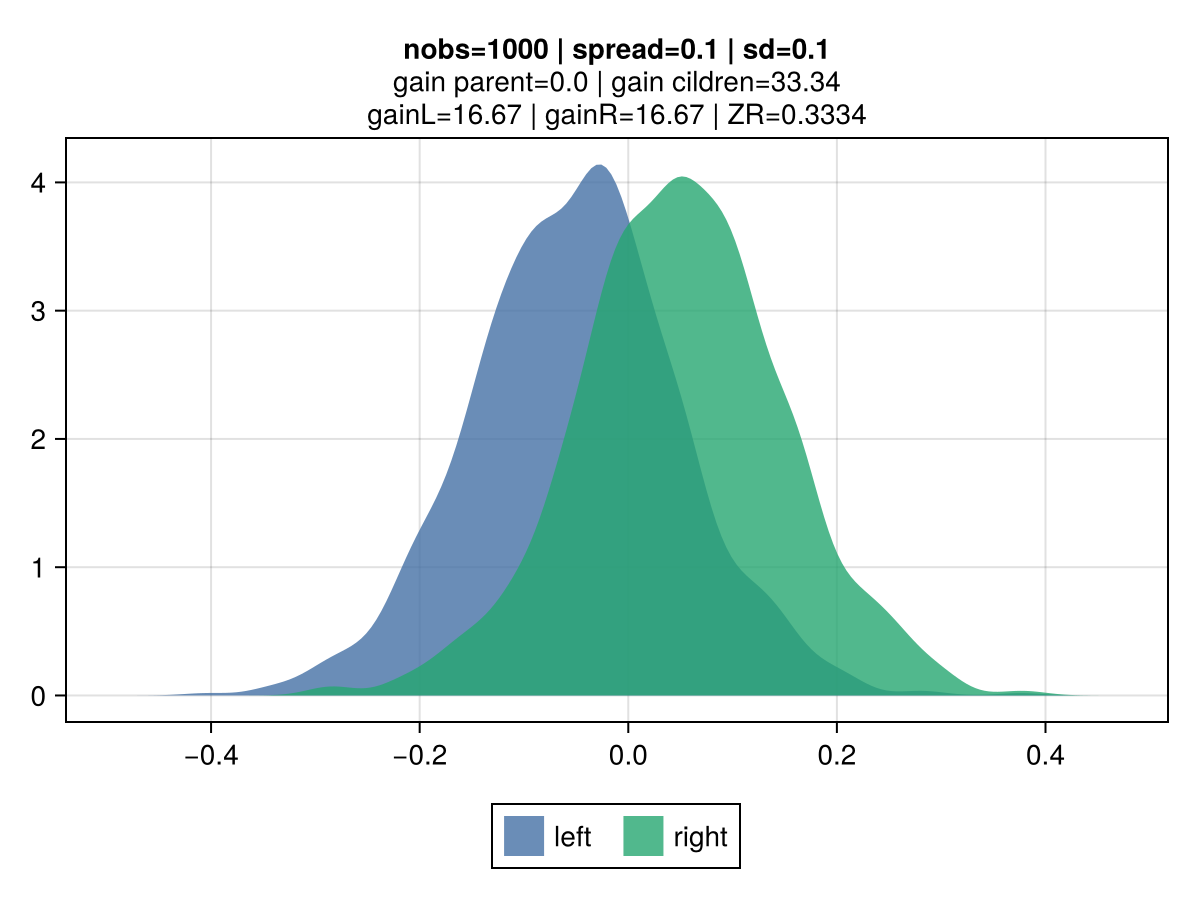 nobs=1000 | spread=0.1 | sd=0.1
gain parent=0.0 | gain cildren=33.34
gainL=16.67 | gainR=16.67 | ZR=0.3334
4
3
2
1
0
−0.4 −0.2 0.0 0.2 0.4
left right